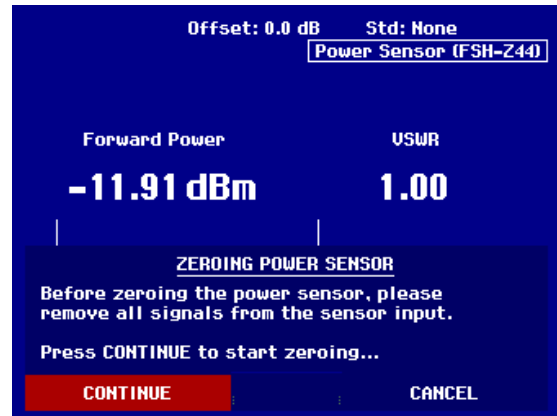 Offset: 0.0 dB Std: None
Power Sensor (FSH-Z44)
Forward Power VSWR
-11.91 dBm 1.00
ZEROING POWER SENSOR
Before zeroing the power sensor, please
remove all signals from the sensor input.
Press CONTINUE to start zeroing...
CONTINUE CANCEL